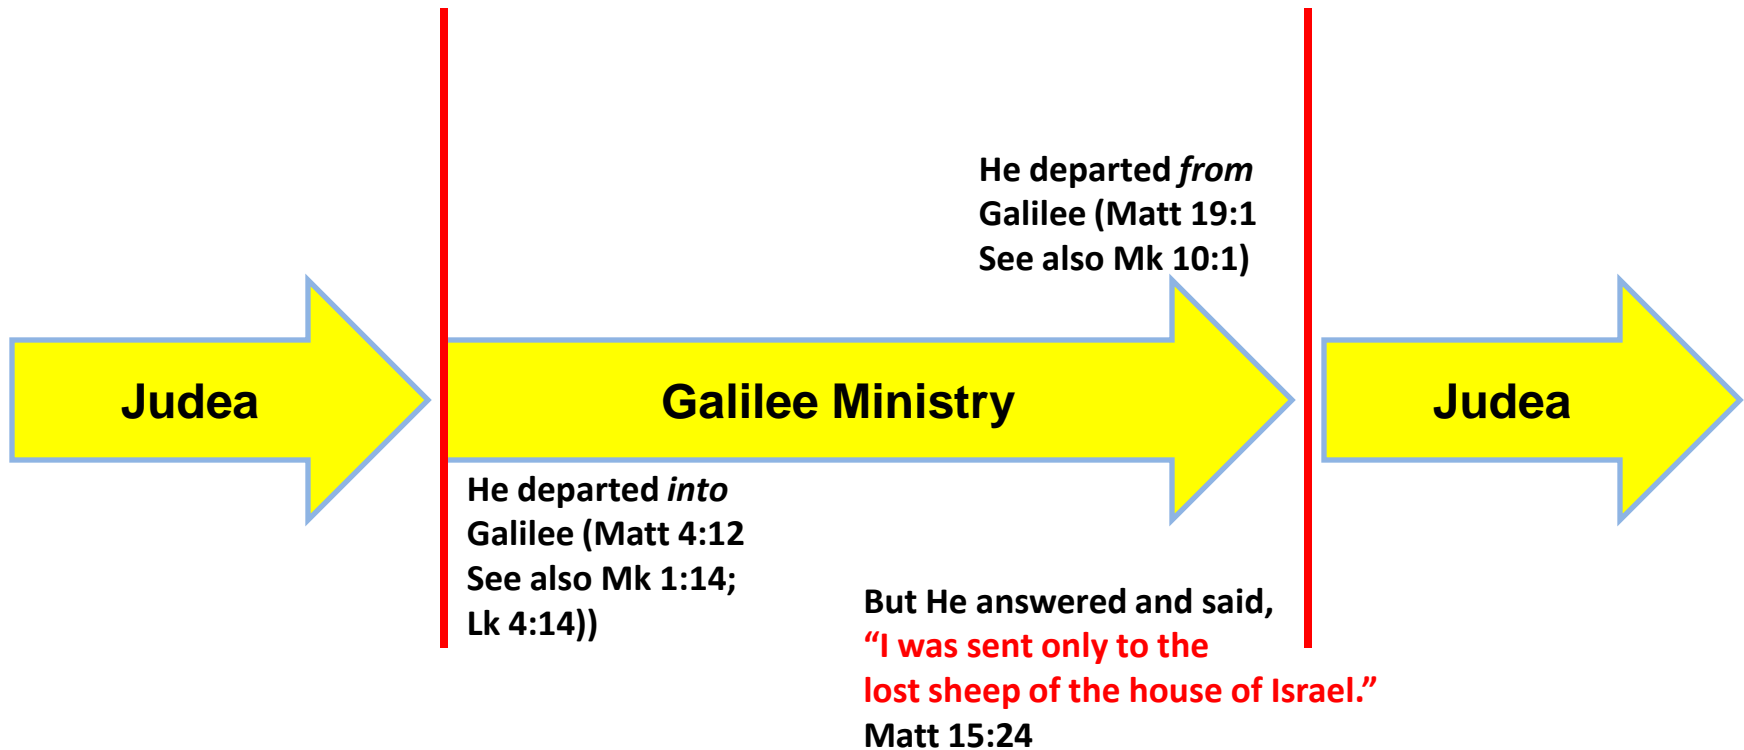 He departed from
Galilee (Matt 19:1
See also Mk 10:1)
Judea
Galilee Ministry
Judea
He departed into
Galilee (Matt 4:12
See also Mk 1:14;
Lk 4:14))
But He answered and said,
“I was sent only to the
lost sheep of the house of Israel.”
Matt 15:24